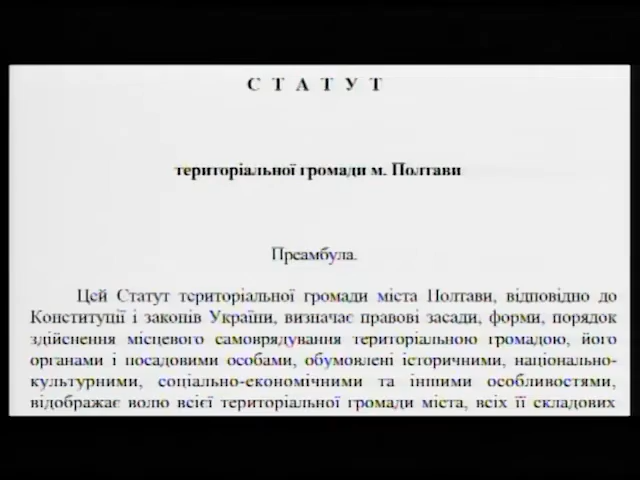 С Т А Т У Т
територіальної громади м. Полтави
Преамбула.
Цей Статут територіальної громади міста Полтави, відповідно до
Конституції і законів України, визначає правові засади, форми, порядок
здійснення місцевого самоврядування територіальною громадою, його
органами і посадовими особами, обумовлені історичними, національно-
культурними, соціально-економічними та іншими особливостями,
відображає волю всієї територіальної громади міста, всіх її складових